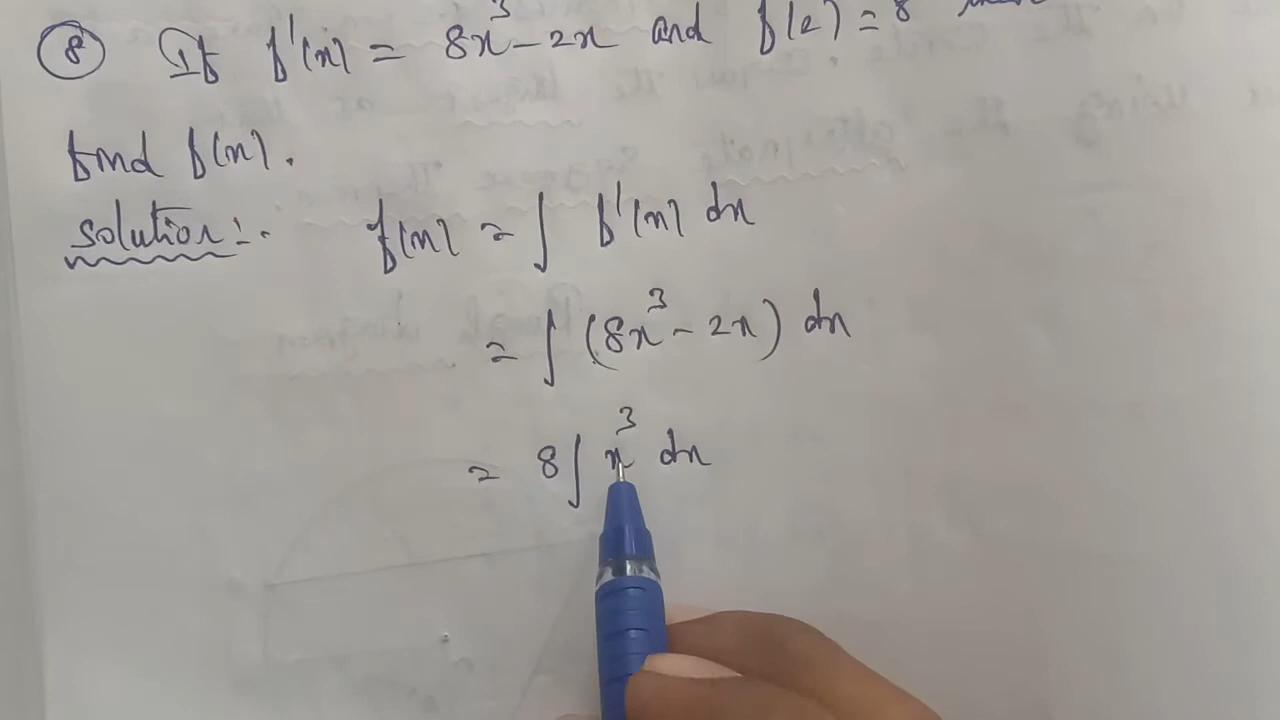 ⑧ If f'(x) = 8x³ - 2x and f(2) = 8
find f(x).
solution:- f(x) = ∫ f'(x) dx
= ∫ (8x³ - 2x) dx
= 8∫ x³ dx